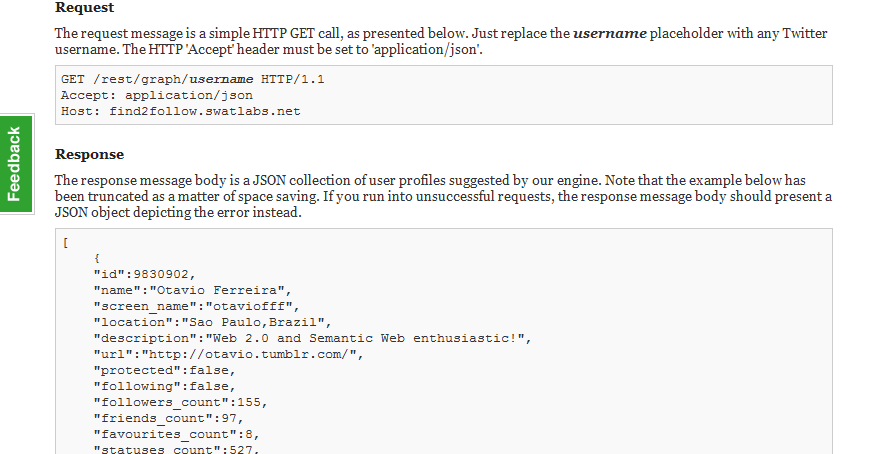 Request
The request message is a simple HTTP GET call, as presented below. Just replace the username placeholder with any Twitter
username. The HTTP 'Accept' header must be set to 'application/json'.
GET /rest/graph/username HTTP/1.1
Accept: application/json
Host: find2follow.swatlabs.net
Feedback
Response
The response message body is a JSON collection of user profiles suggested by our engine. Note that the example below has
been truncated as a matter of space saving. If you run into unsuccessful requests, the response message body should present a
JSON object depicting the error instead.
[
{
"id":9830902,
"name":"Otavio Ferreira",
"screen_name":"otaviofff",
"location":"Sao Paulo,Brazil",
"description":"Web 2.0 and Semantic Web enthusiastic!",
"url":"http://otavio.tumblr.com/",
"protected":false,
"following":false,
"followers_count":155,
"friends_count":97,
"favourites_count":8,
"statuses_count":527,